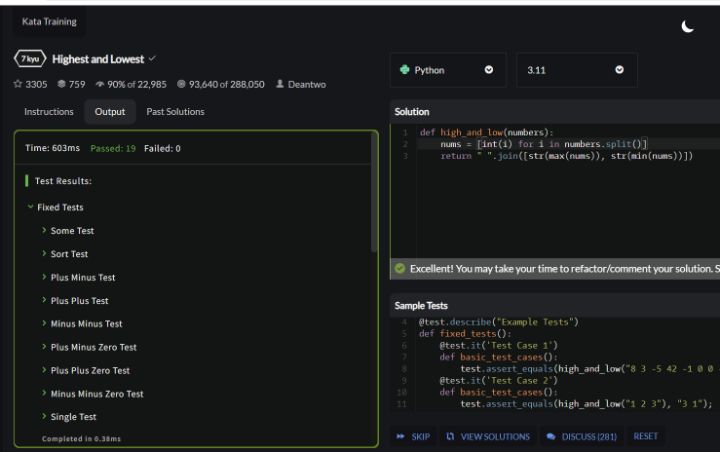 Kata Training
7 kyu Highest and Lowest
3305 759 90% of 22,985 93,640 of 288,050 Deantwo
Instructions Output Past Solutions
Time: 603ms Passed: 19 Failed: 0
Test Results:
Fixed Tests
Some Test
Sort Test
Plus Minus Test
Plus Plus Test
Minus Minus Test
Plus Minus Zero Test
Plus Plus Zero Test
Minus Minus Zero Test
Single Test
Completed in 0.38ms
Python 3.11
Solution
1 def high_and_low(numbers):
2 nums = [int(i) for i in numbers.split()]
3 return " ".join([str(max(nums)), str(min(nums))])
Excellent! You may take your time to refactor/comment your solution. S
Sample Tests
4 @test.describe("Example Tests")
5 def fixed_tests():
6 @test.it('Test Case 1')
7 def basic_test_cases():
8 test.assert_equals(high_and_low("8 3 -5 42 -1 0 0
9 @test.it('Test Case 2')
10 def basic_test_cases():
11 test.assert_equals(high_and_low("1 2 3"), "3 1");
SKIP VIEW SOLUTIONS DISCUSS (281) RESET